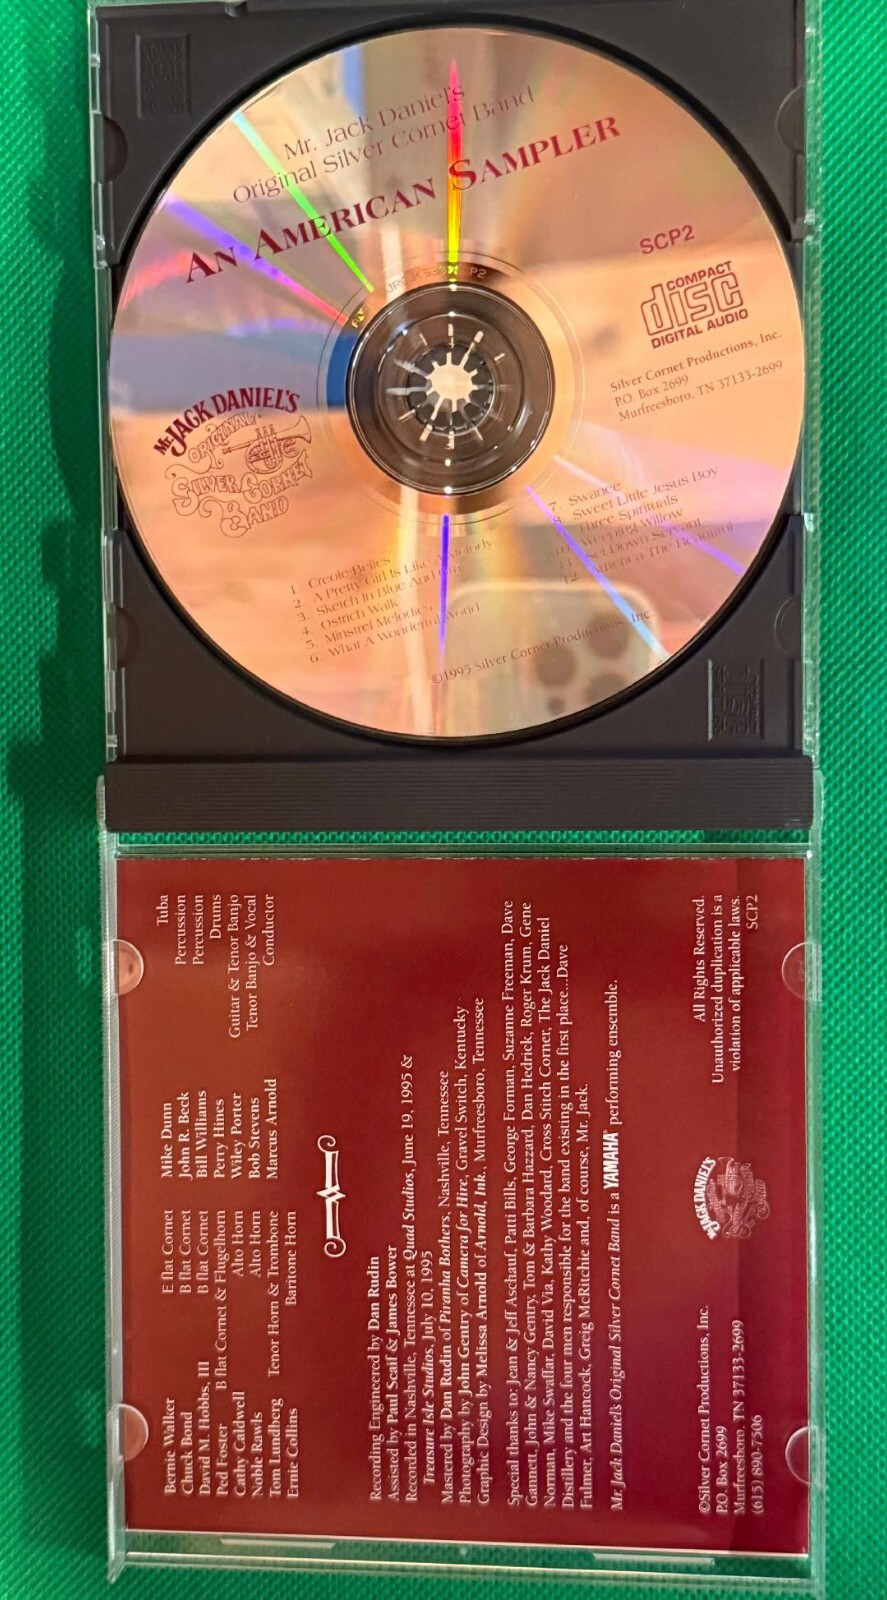 Mr. Jack Daniel's
Original Silver Cornet Band
AN AMERICAN SAMPLER
SCP2
COMPACT
disc
DIGITAL AUDIO
Silver Cornet Productions, Inc.
P.O. Box 2699
Murfreesboro, TN 37133-2699
MR. JACK DANIEL'S
ORIGINAL
SILVER CORNET
BAND
1. Creole Belles
2. A Pretty Girl Is Like A Melody
3. Sketch In Blue And
4. Ostrich Walk
5. Minstrel Melodies
6. What A Wonderful World
7. Swanee
8. Sweet Little Jesus Boy
9. Three Spirituals
10. Weeping Willow
11. Set Down Servant
12. America The Beautiful
©1995 Silver Cornet Productions, Inc.
Bernie Walker E flat Cornet Mike Dunn Tuba
Chuck Bond B flat Cornet John R. Beck Percussion
David M. Hobbs, III B flat Cornet Bill Williams Percussion
Ped Foster B flat Cornet & Flugelhorn Perry Hines Drums
Cathy Caldwell Alto Horn Wiley Porter Guitar & Tenor Banjo
Noble Rawls Alto Horn Bob Stevens Tenor Banjo & Vocal
Tom Lundberg Tenor Horn & Trombone Marcus Arnold Conductor
Ernie Collins Baritone Horn
Recording Engineered by Dan Rudin
Assisted by Paul Scaif & James Bower
Recorded in Nashville, Tennessee at Quad Studios, June 19, 1995 &
Treasure Isle Studios, July 10, 1995
Mastered by Dan Rudin of Piranha Bothers, Nashville, Tennessee
Photography by John Gentry of Camera for Hire, Gravel Switch, Kentucky
Graphic Design by Melissa Arnold of Arnold, Ink., Murfreesboro, Tennessee
Special thanks to: Jean & Jeff Aschauf, Patti Bills, George Forman, Suzanne Freeman, Dave
Gannett, John & Nancy Gentry, Tom & Barbara Hazzard, Dan Hedrick, Roger Krum, Gene
Norman, Mike Swaffar, David Via, Kathy Woodard, Cross Stitch Corner, The Jack Daniel
Distillery and the four men responsible for the band existing in the first place...Dave
Fulmer, Art Hancock, Greig McRitchie and, of course, Mr. Jack.
Mr. Jack Daniel's Original Silver Cornet Band is a YAMAHA® performing ensemble.
©Silver Cornet Productions, Inc.
P.O. Box 2699
Murfreesboro, TN 37133-2699
(615) 890-7506
MR. JACK DANIEL'S
ORIGINAL
SILVER CORNET
BAND
All Rights Reserved.
Unauthorized duplication is a
violation of applicable laws.
SCP2